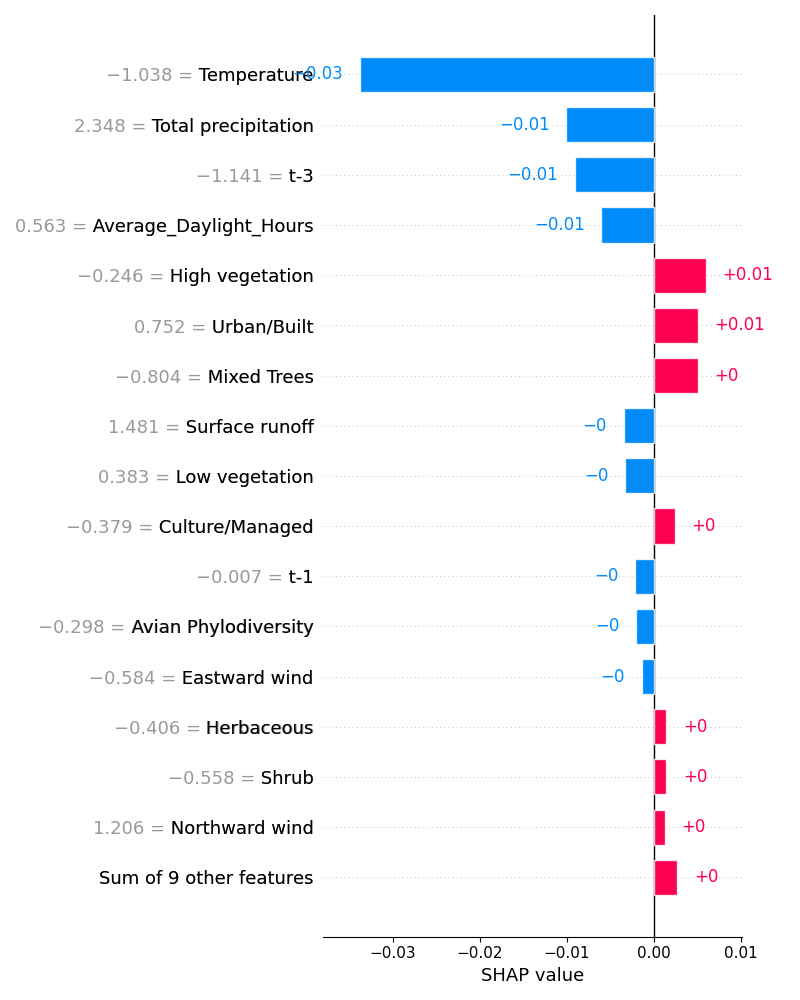 −1.038 = Temperature −0.03
2.348 = Total precipitation −0.01
−1.141 = t-3 −0.01
0.563 = Average_Daylight_Hours −0.01
−0.246 = High vegetation +0.01
0.752 = Urban/Built +0.01
−0.804 = Mixed Trees +0
1.481 = Surface runoff −0
0.383 = Low vegetation −0
−0.379 = Culture/Managed +0
−0.007 = t-1 −0
−0.298 = Avian Phylodiversity −0
−0.584 = Eastward wind −0
−0.406 = Herbaceous +0
−0.558 = Shrub +0
1.206 = Northward wind +0
Sum of 9 other features +0
−0.03 −0.02 −0.01 0.00 0.01
SHAP value